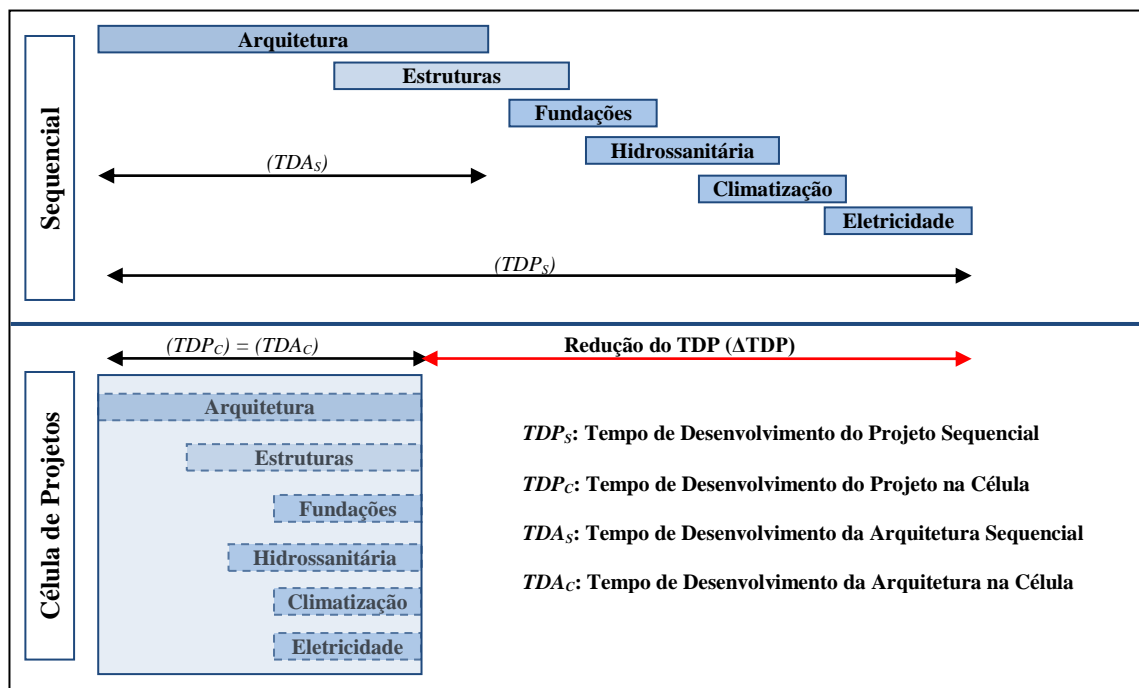 Sequencial
Arquitetura
Estruturas
Fundações
Hidrossanitária
(TDAS)
Climatização
Eletricidade
(TDPS)
(TDPC) = (TDAC)
Redução do TDP (ΔTDP)
Célula de Projetos
Arquitetura
Estruturas
Fundações
Hidrossanitária
Climatização
Eletricidade
TDPS: Tempo de Desenvolvimento do Projeto Sequencial
TDPC: Tempo de Desenvolvimento do Projeto na Célula
TDAS: Tempo de Desenvolvimento da Arquitetura Sequencial
TDAC: Tempo de Desenvolvimento da Arquitetura na Célula